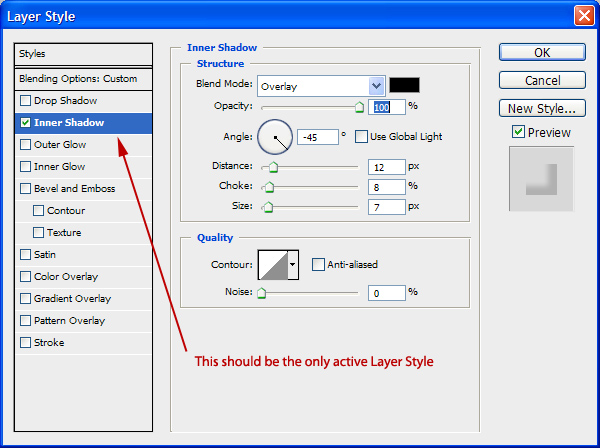 Layer Style
Styles
Blending Options: Custom
Drop Shadow
Inner Shadow
Outer Glow
Inner Glow
Bevel and Emboss
Contour
Texture
Satin
Color Overlay
Gradient Overlay
Pattern Overlay
Stroke
Inner Shadow
Structure
Blend Mode: Overlay
Opacity: 100 %
Angle: -45 ° Use Global Light
Distance: 12 px
Choke: 8 %
Size: 7 px
Quality
Contour: Anti-aliased
Noise: 0 %
This should be the only active Layer Style
OK
Cancel
New Style...
Preview